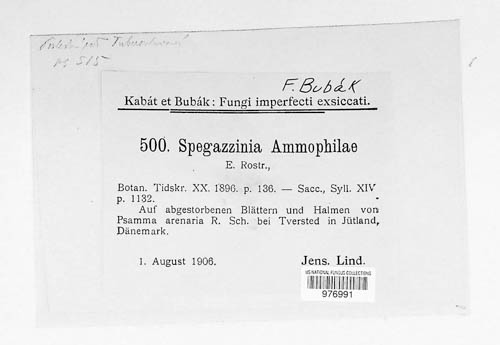 F. Bubák
Kabát et Bubák: Fungi imperfecti exsiccati.
500. Spegazzinia Ammophilae
E. Rostr.,
Botan. Tidskr. XX. 1896. p. 136. — Sacc., Syll. XIV
p. 1132.
Auf abgestorbenen Blättern und Halmen von
Psamma arenaria R. Sch. bei Tversted in Jütland,
Dänemark.
1. August 1906.
Jens. Lind.
US NATIONAL FUNGUS COLLECTIONS
976991